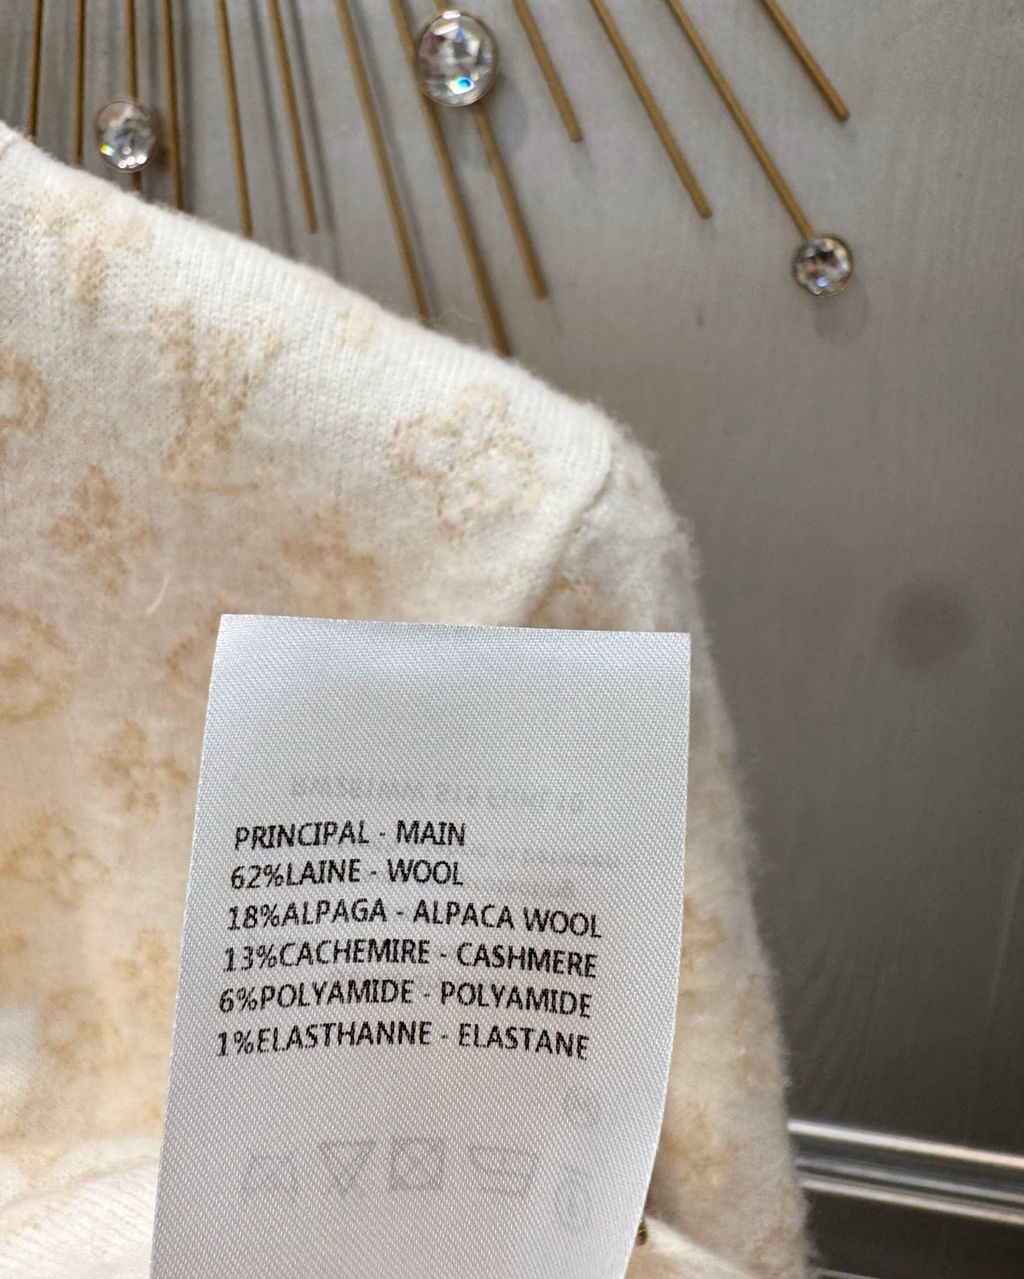 PRINCIPAL - MAIN
62%LAINE - WOOL
18%ALPAGA - ALPACA WOOL
13%CACHEMIRE - CASHMERE
6%POLYAMIDE - POLYAMIDE
1%ELASTHANNE - ELASTANE